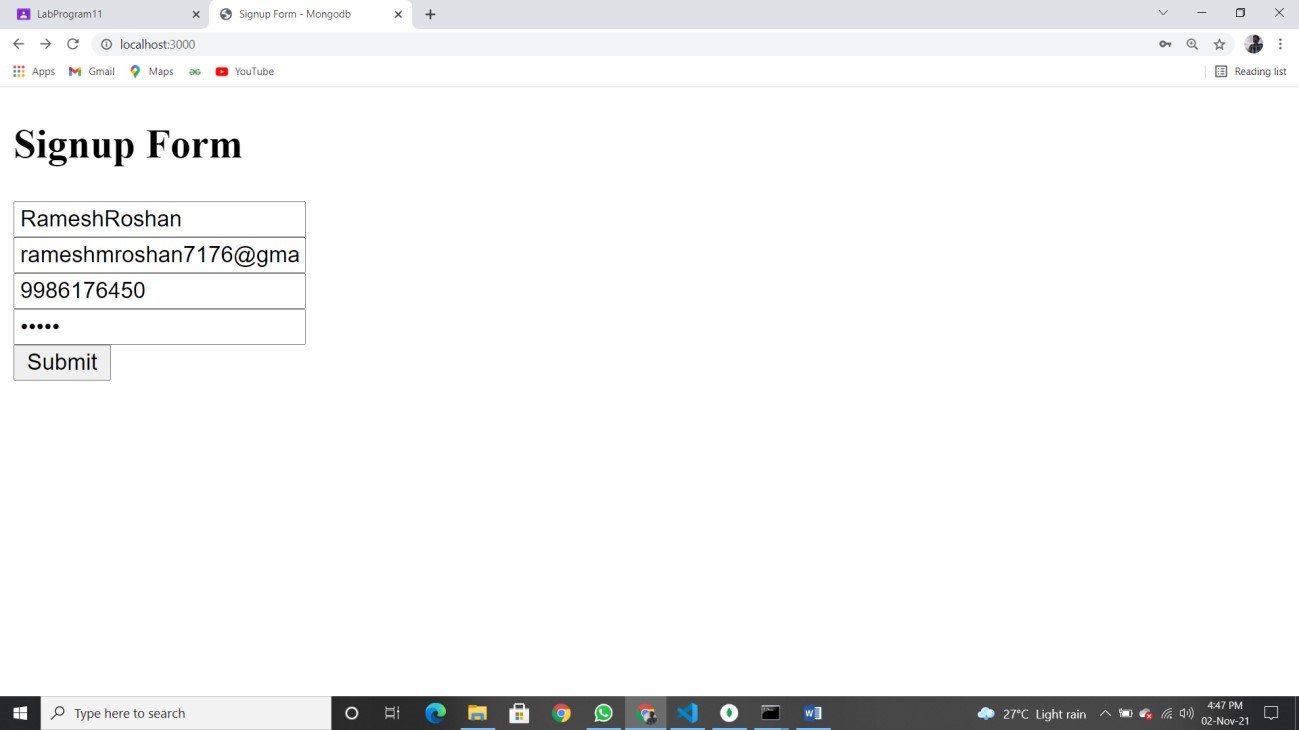 LabProgram11
Signup Form - Mongodb
localhost:3000
Apps
Gmail
Maps
YouTube
Reading list
Signup Form
RameshRoshan
rameshmroshan7176@gma
9986176450
•••••
Submit
Type here to search
27°C Light rain
4:47 PM
02-Nov-21